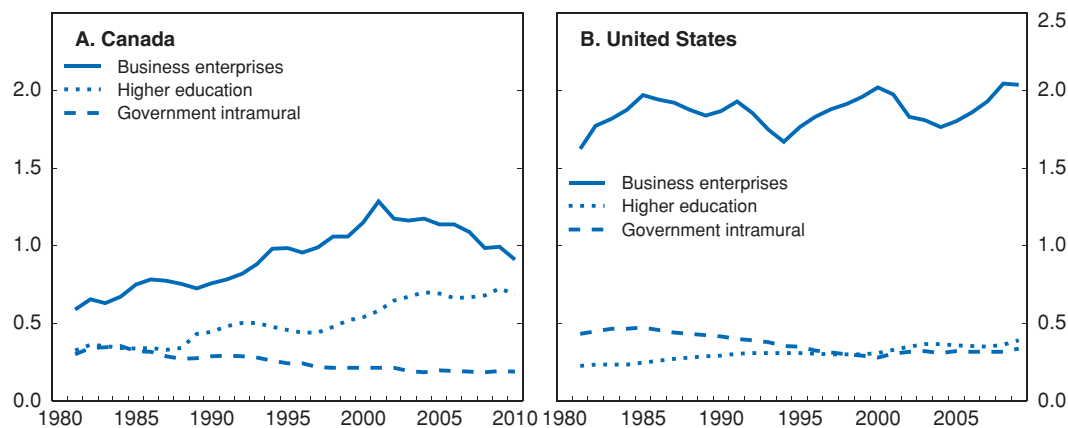 A. Canada
Business enterprises
Higher education
Government intramural
2.0
1.5
1.0
0.5
0.0
1980 1985 1990 1995 2000 2005 2010
B. United States
Business enterprises
Higher education
Government intramural
2.5
2.0
1.5
1.0
0.5
0.0
1980 1985 1990 1995 2000 2005